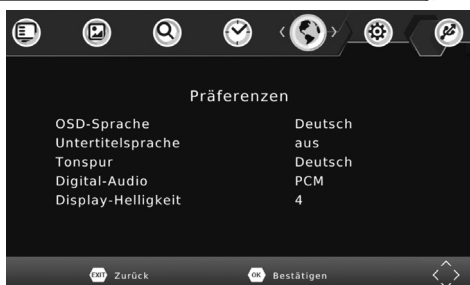 Präferenzen
OSD-Sprache Deutsch
Untertitelsprache aus
Tonspur Deutsch
Digital-Audio PCM
Display-Helligkeit 4
EXIT Zurück OK Bestätigen